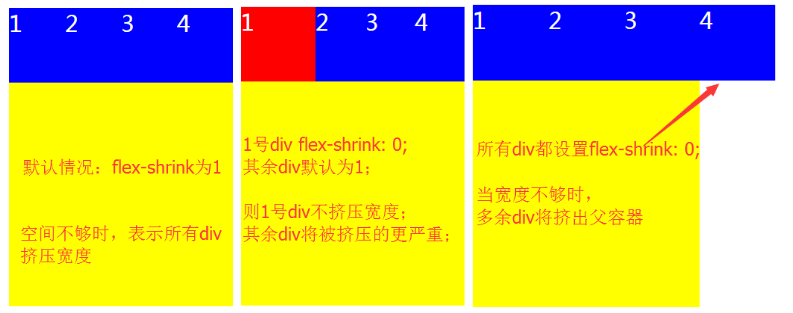 1 2 3 4
默认情况：flex-shrink为1
空间不够时，表示所有div
挤压宽度
1 2 3 4
1号div flex-shrink: 0;
其余div默认为1；
则1号div不挤压宽度；
其余div将被挤压的更严重；
1 2 3 4
所有div都设置flex-shrink: 0;
当宽度不够时，
多余div将挤出父容器